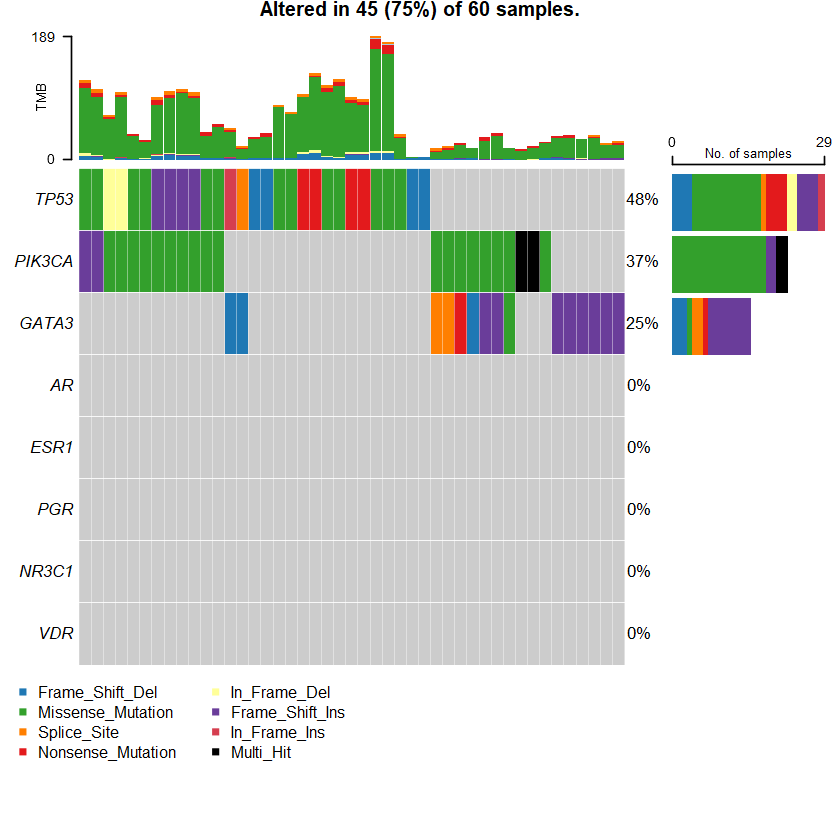 Altered in 45 (75%) of 60 samples.
189
TMB
0
0 29
No. of samples
TP53 48%
PIK3CA 37%
GATA3 25%
AR 0%
ESR1 0%
PGR 0%
NR3C1 0%
VDR 0%
Frame_Shift_Del In_Frame_Del
Missense_Mutation Frame_Shift_Ins
Splice_Site In_Frame_Ins
Nonsense_Mutation Multi_Hit